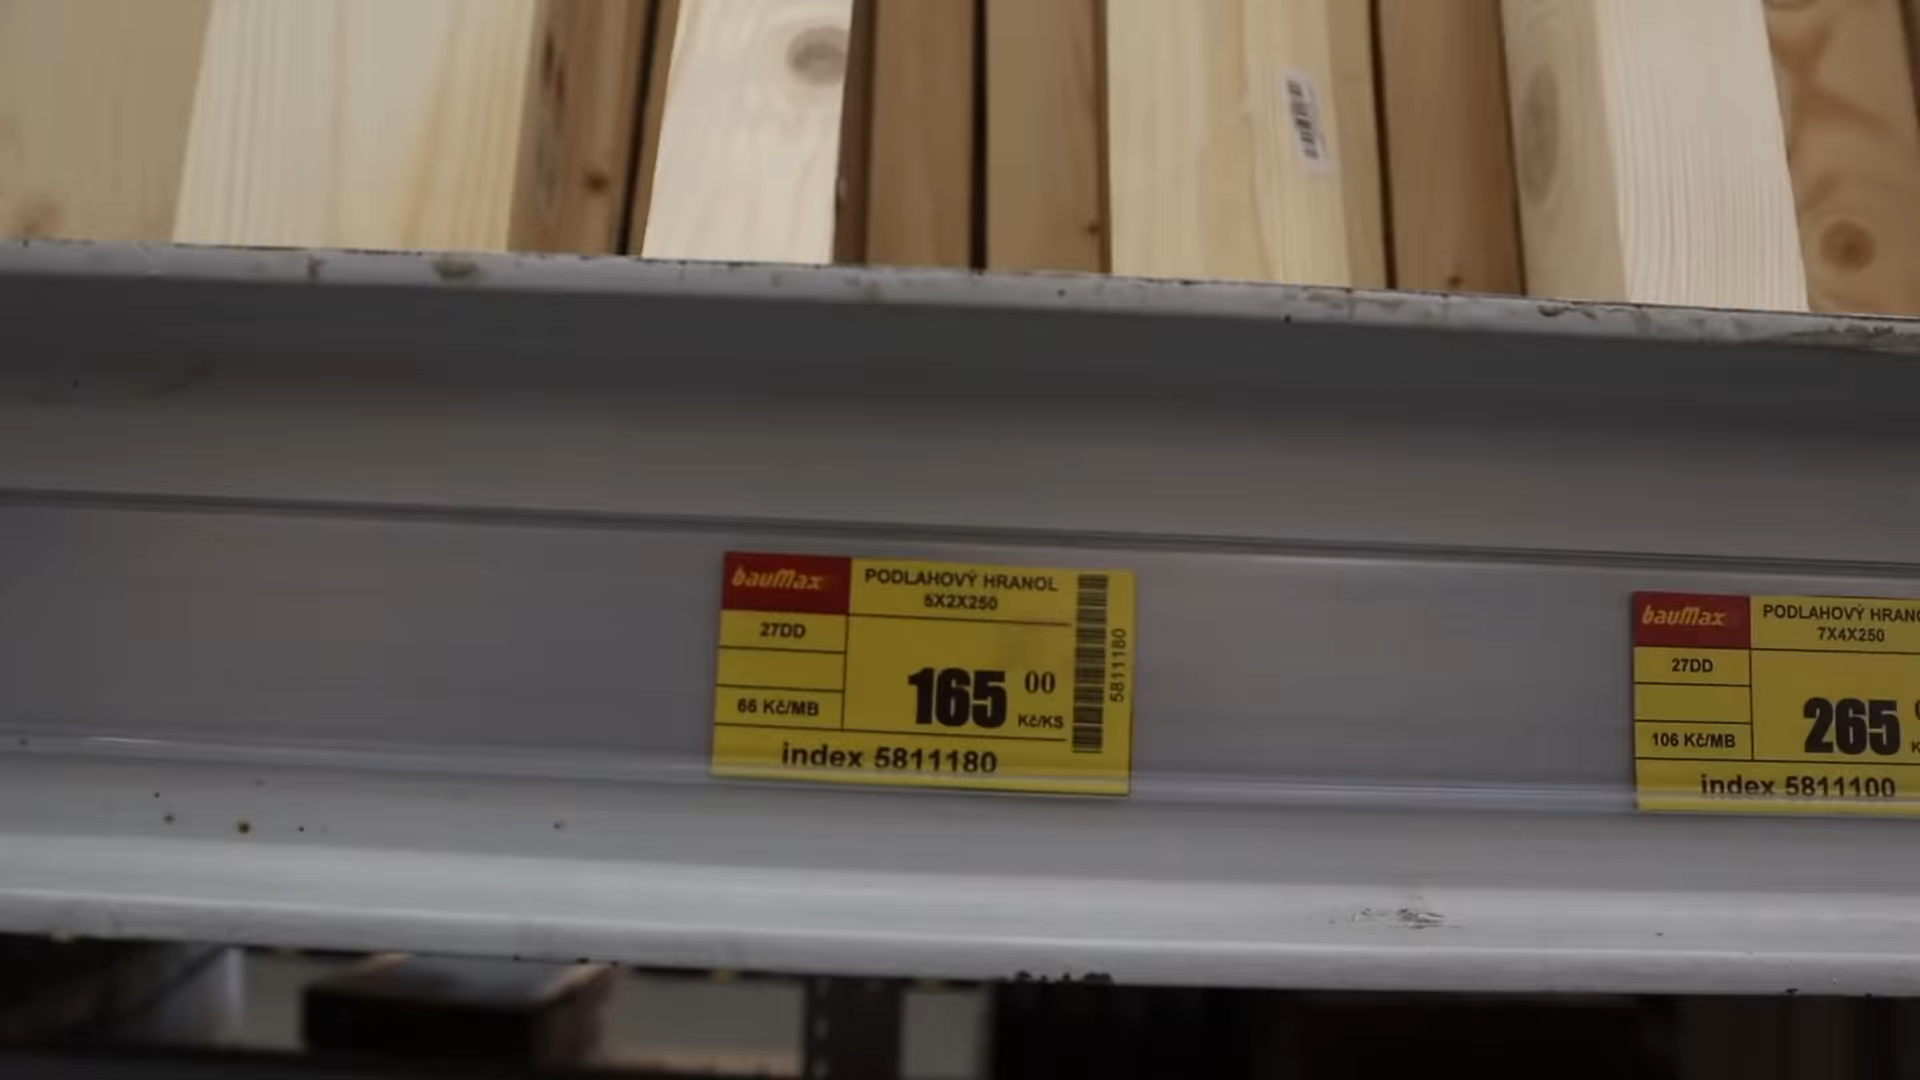 bauMax
PODLAHOVÝ HRANOL
5X2X250
27DD
165 00
66 Kč/MB
Kč/KS
5811180
index 5811180
bauMax
PODLAHOVÝ HRANO
7X4X250
27DD
265
106 Kč/MB
index 5811100